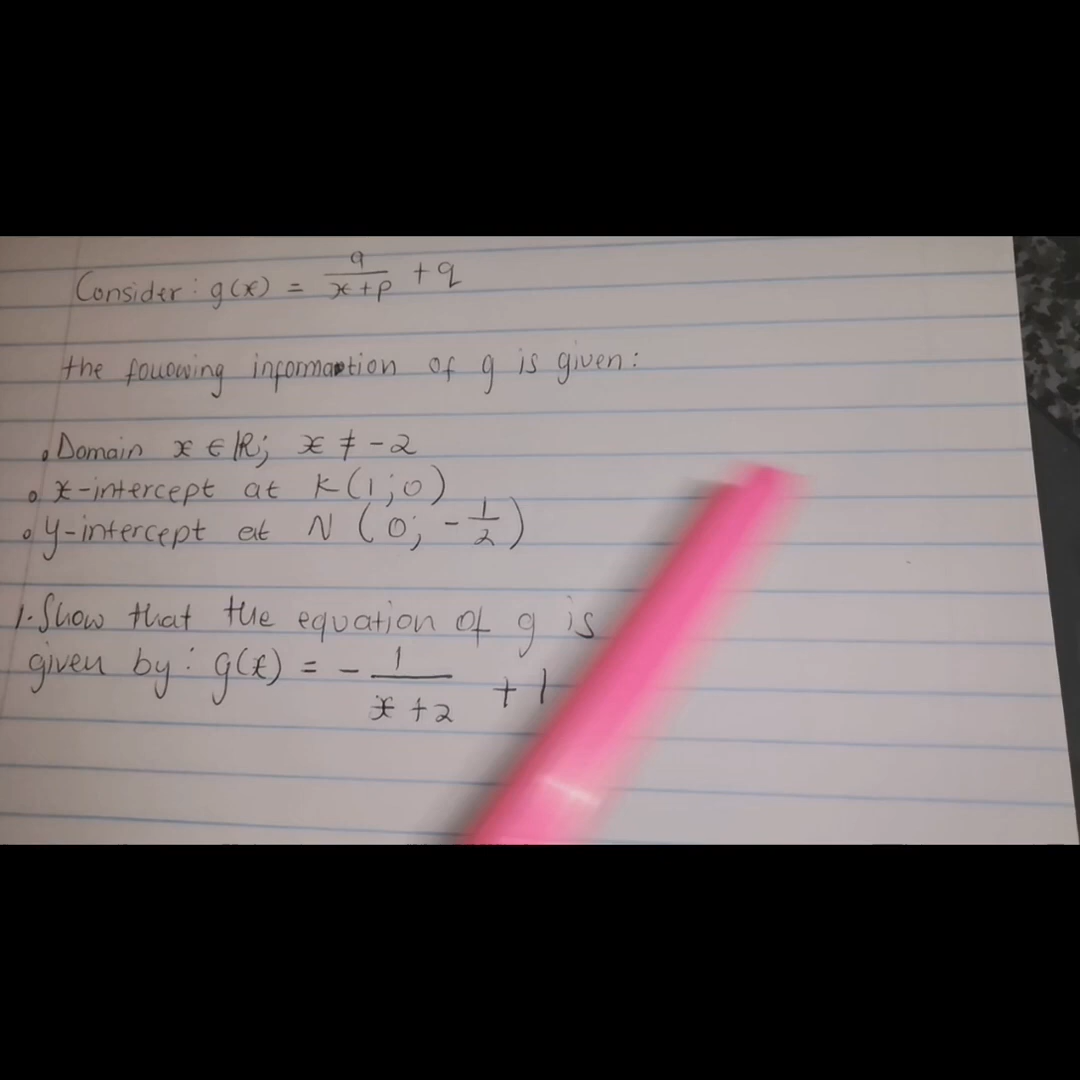 Consider: g(x) = a/(x+p) + q
the following information of g is given:
• Domain x ∈ ℝ; x ≠ -2
• x-intercept at K(1;0)
• y-intercept at N (0; -1/2)
1. Show that the equation of g is
given by: g(x) = - 1/(x+2) + 1